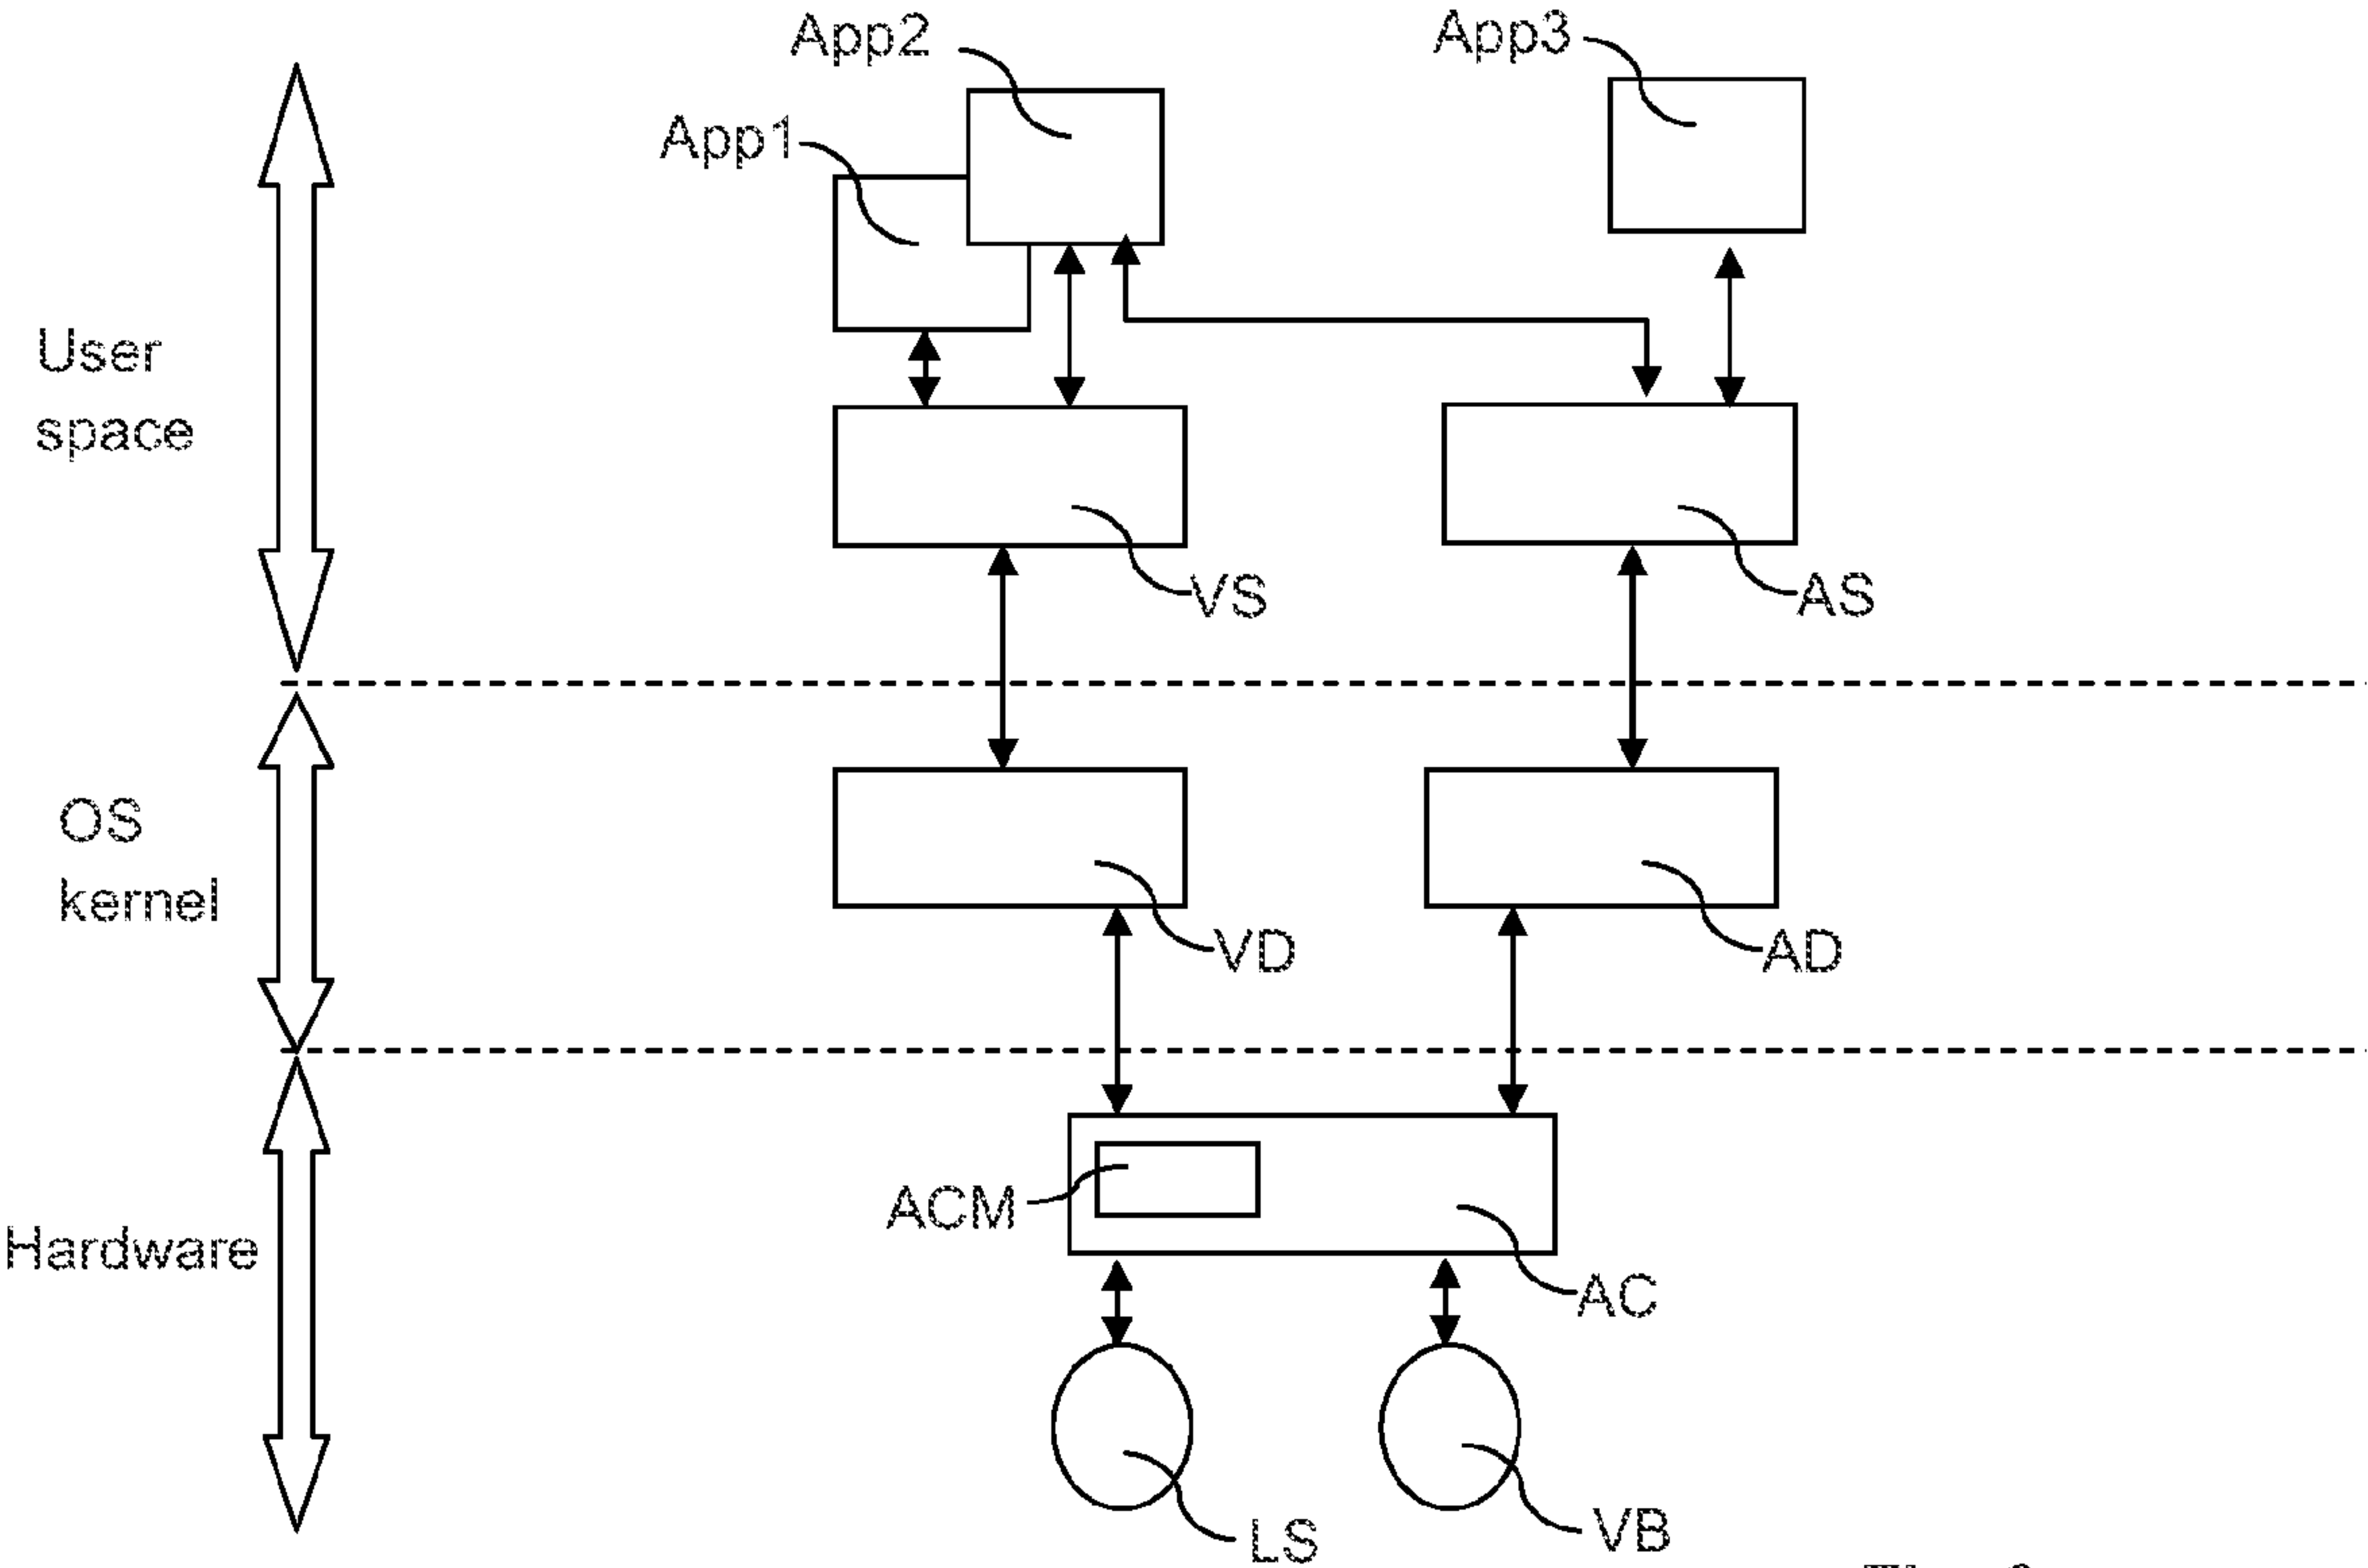 App2
App3
App1
User
space
VS
AS
OS
kernel
VD
AD
ACM
Hardware
AC
LS
VB